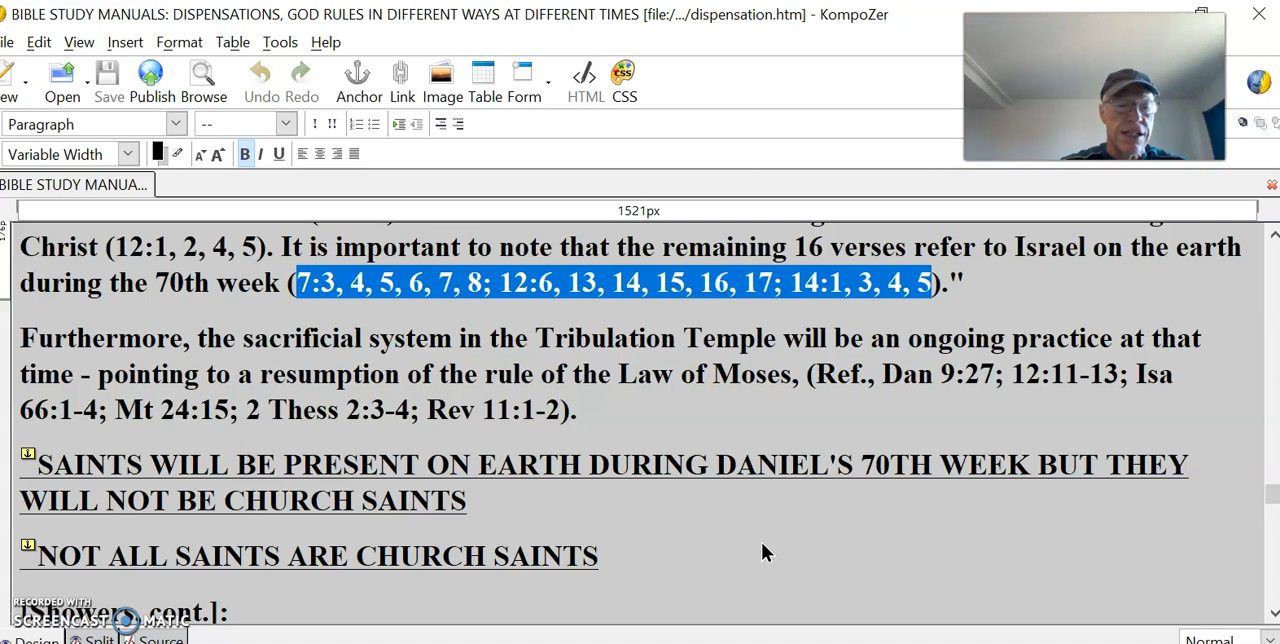 BIBLE STUDY MANUALS: DISPENSATIONS, GOD RULES IN DIFFERENT WAYS AT DIFFERENT TIMES [file:/.../dispensation.htm] - KompoZer
ile Edit View Insert Format Table Tools Help
ew Open Save Publish Browse Undo Redo Anchor Link Image Table Form HTML CSS
Paragraph -- ! !!
Variable Width A A B I U
BIBLE STUDY MANUA...
1521px
Christ (12:1, 2, 4, 5). It is important to note that the remaining 16 verses refer to Israel on the earth
during the 70th week (7:3, 4, 5, 6, 7, 8; 12:6, 13, 14, 15, 16, 17; 14:1, 3, 4, 5)."
Furthermore, the sacrificial system in the Tribulation Temple will be an ongoing practice at that
time - pointing to a resumption of the rule of the Law of Moses, (Ref., Dan 9:27; 12:11-13; Isa
66:1-4; Mt 24:15; 2 Thess 2:3-4; Rev 11:1-2).
SAINTS WILL BE PRESENT ON EARTH DURING DANIEL'S 70TH WEEK BUT THEY
WILL NOT BE CHURCH SAINTS
NOT ALL SAINTS ARE CHURCH SAINTS
[Showers, cont.]:
RECORDED WITH
SCREENCAST MATIC
Design Split Source Normal